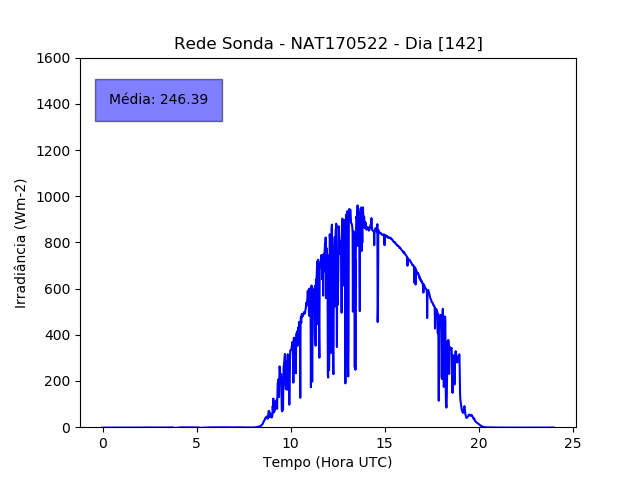 Rede Sonda - NAT170522 - Dia [142]
1600
1400
1200
1000
800
600
400
200
0
Média: 246.39
Irradiância (Wm-2)
0 5 10 15 20 25
Tempo (Hora UTC)